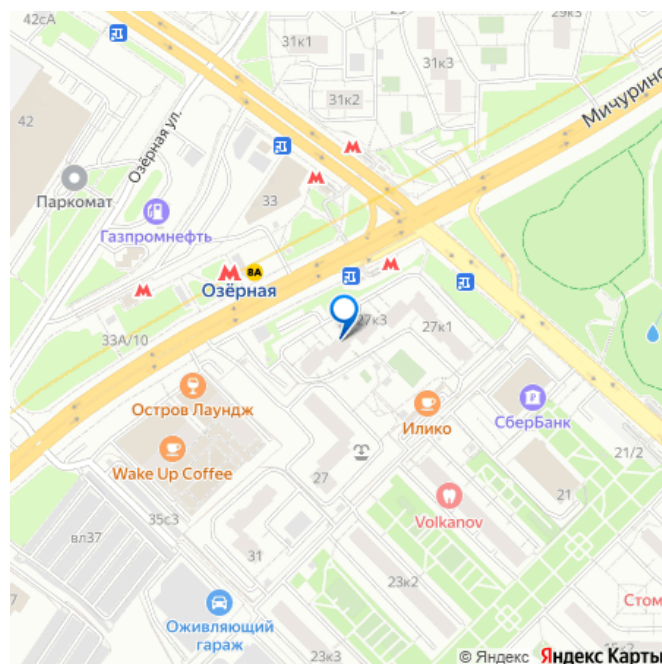 42сА
31к1
31к3
29к3
31к2
Мичуринс
42
Озёрная ул.
Паркомат
33
Газпромнефть
8А
Озёрная
27к3
27к1
33А/10
Остров Лаундж
Илико
СберБанк
Wake Up Coffee
21/2
27
21
Volkanov
35с3
вл37
31
23к2
7
Стом
Оживляющий
гараж
23к3
© Яндекс Яндекс Карты